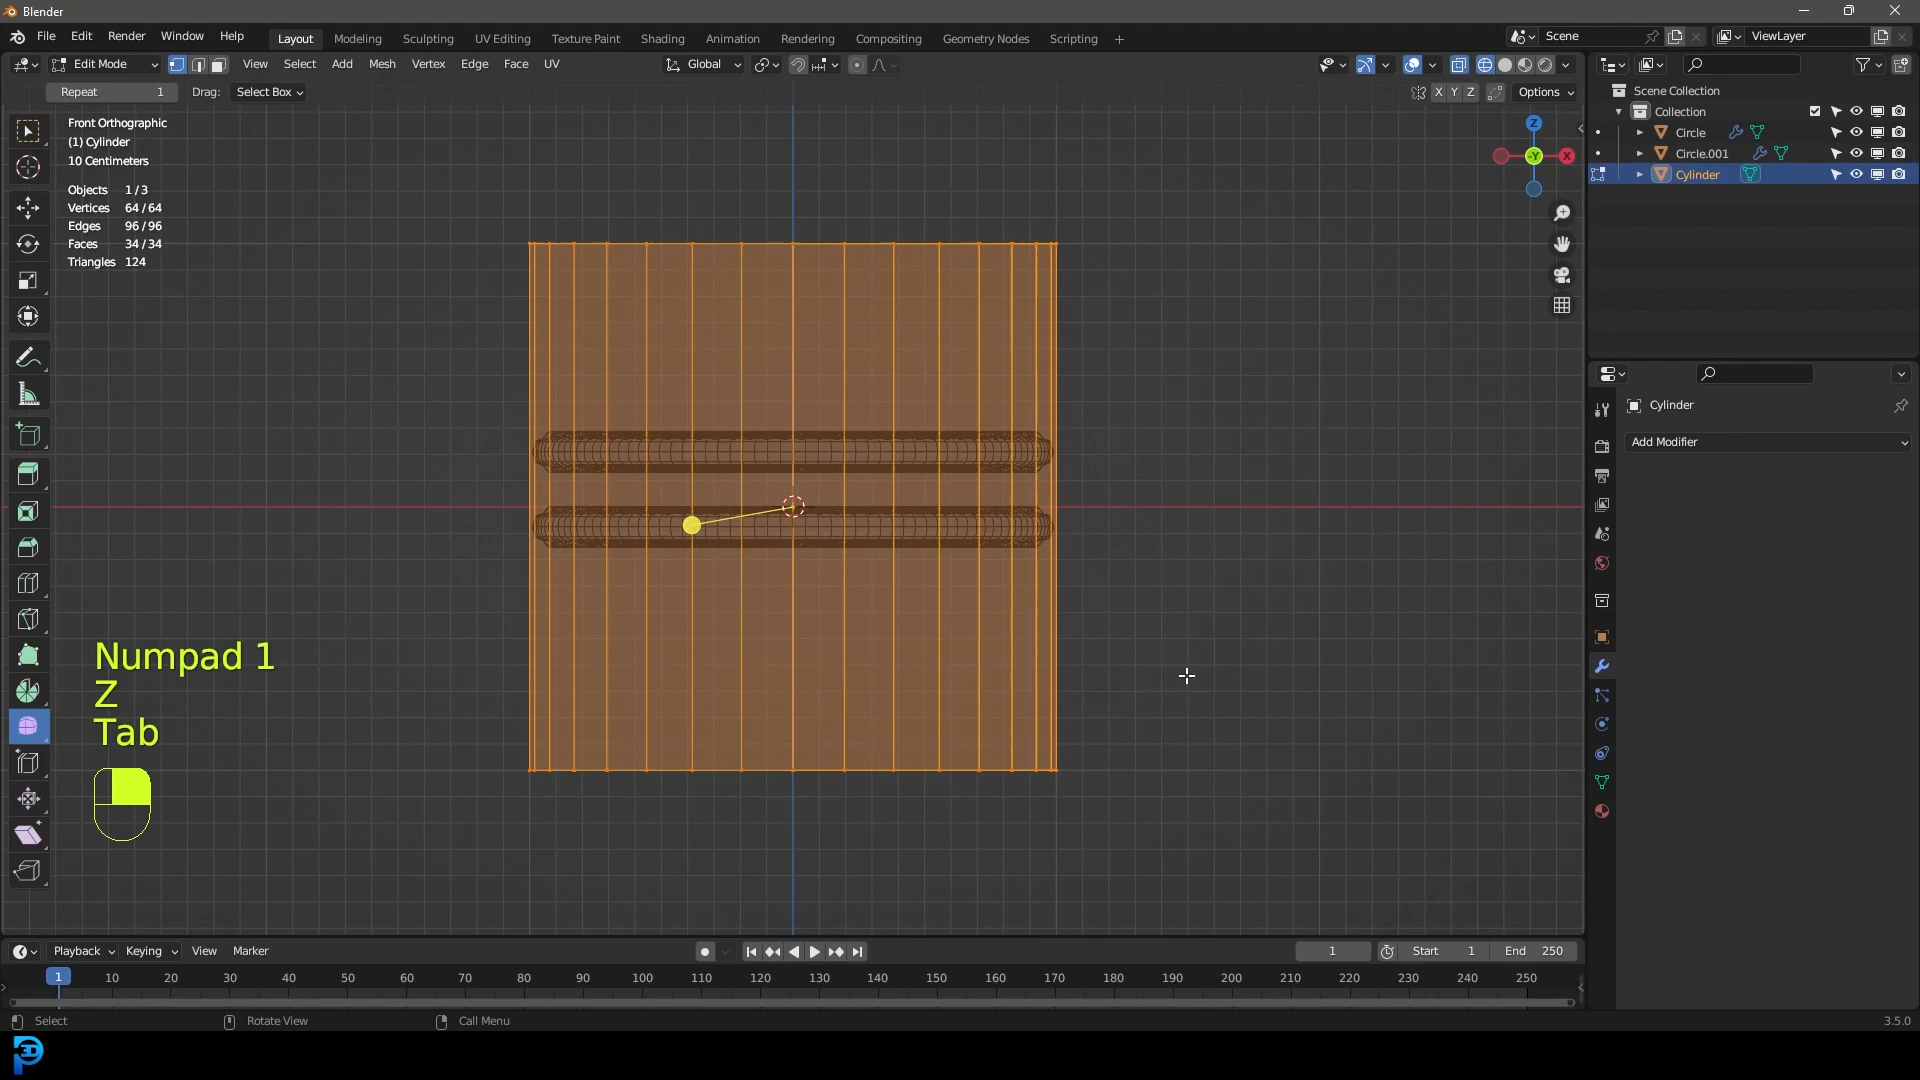 Blender
File Edit Render Window Help Layout Modeling Sculpting UV Editing Texture Paint Shading Animation Rendering Compositing Geometry Nodes Scripting + Scene ViewLayer
Edit Mode View Select Add Mesh Vertex Edge Face UV Global
Repeat 1 Drag: Select Box X Y Z Options
Front Orthographic
(1) Cylinder
10 Centimeters
Objects 1/3
Vertices 64/64
Edges 96/96
Faces 34/34
Triangles 124
Z
-Y
X
Scene Collection
Collection
Circle
Circle.001
Cylinder
Cylinder
Add Modifier
Numpad 1
Z
Tab
Playback Keying View Marker 1 Start 1 End 250
1 10 20 30 40 50 60 70 80 90 100 110 120 130 140 150 160 170 180 190 200 210 220 230 240 250
Select Rotate View Call Menu 3.5.0
3D